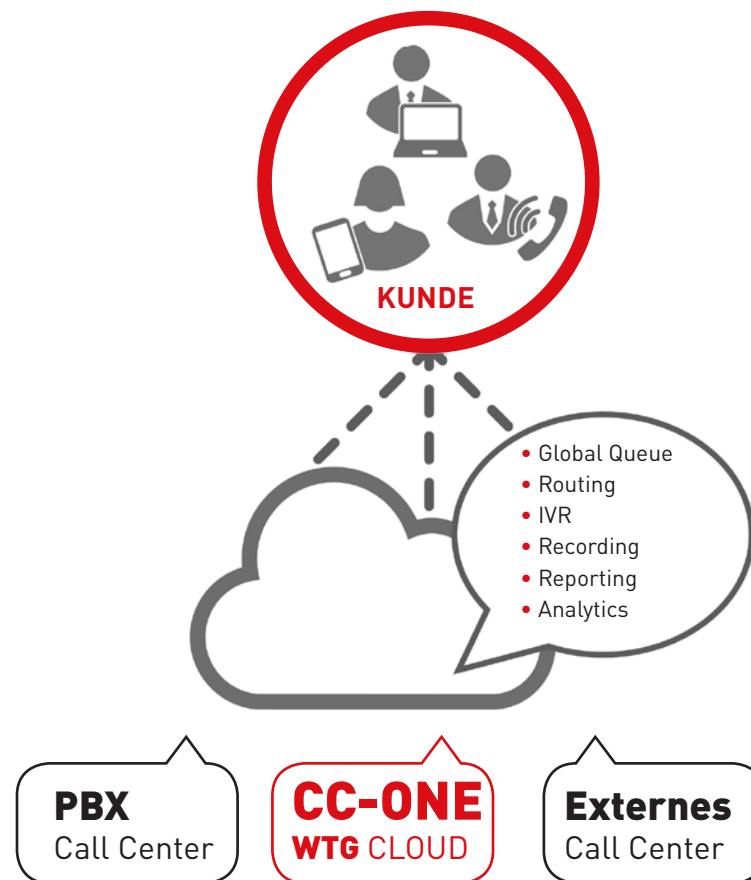 KUNDE
• Global Queue
• Routing
• IVR
• Recording
• Reporting
• Analytics
PBX
Call Center
CC-ONE
WTG CLOUD
Externes
Call Center